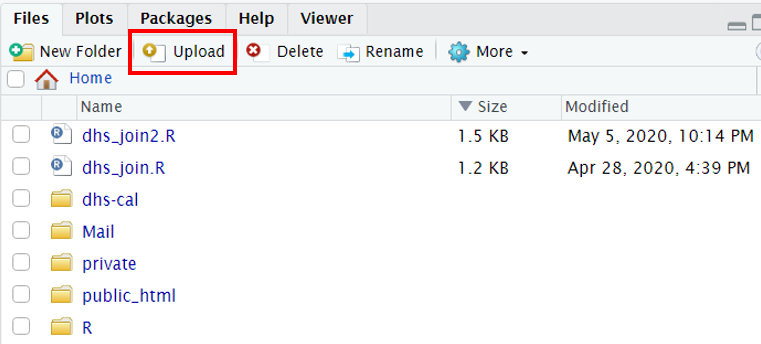 Files Plots Packages Help Viewer
New Folder Upload Delete Rename More
Home
Name Size Modified
R dhs_join2.R 1.5 KB May 5, 2020, 10:14 PM
R dhs_join.R 1.2 KB Apr 28, 2020, 4:39 PM
dhs-cal
Mail
private
public_html
R